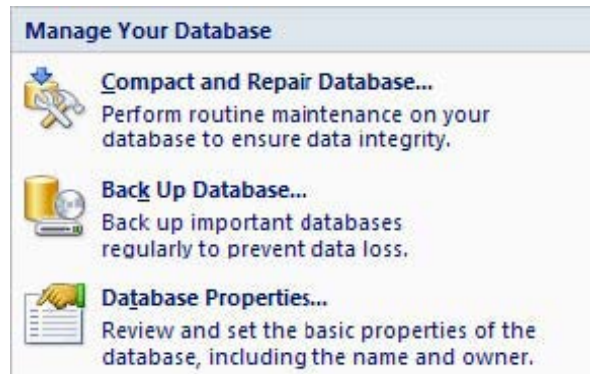 Manage Your Database
Compact and Repair Database...
Perform routine maintenance on your
database to ensure data integrity.
Back Up Database...
Back up important databases
regularly to prevent data loss.
Database Properties...
Review and set the basic properties of the
database, including the name and owner.